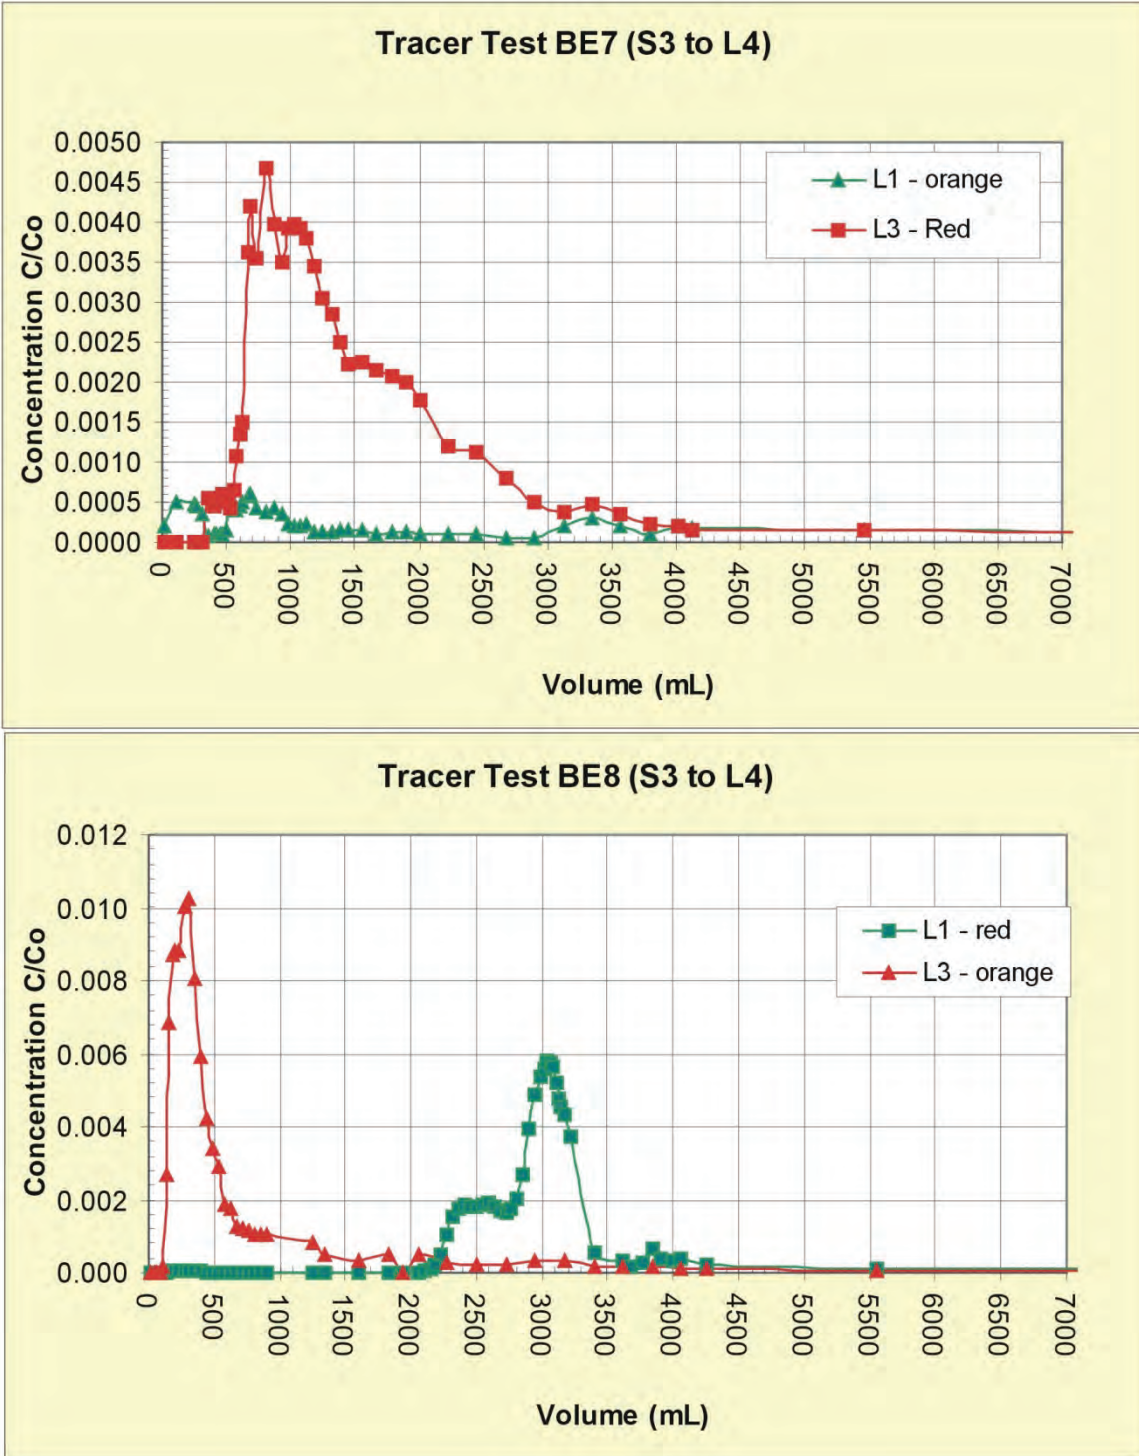 Tracer Test BE7 (S3 to L4)
0.0050
0.0045
0.0040
0.0035
0.0030
0.0025
0.0020
0.0015
0.0010
0.0005
0.0000
Concentration C/Co
L1 - orange
L3 - Red
0 500 1000 1500 2000 2500 3000 3500 4000 4500 5000 5500 6000 6500 7000
Volume (mL)
Tracer Test BE8 (S3 to L4)
0.012
0.010
0.008
0.006
0.004
0.002
0.000
Concentration C/Co
L1 - red
L3 - orange
0 500 1000 1500 2000 2500 3000 3500 4000 4500 5000 5500 6000 6500 7000
Volume (mL)